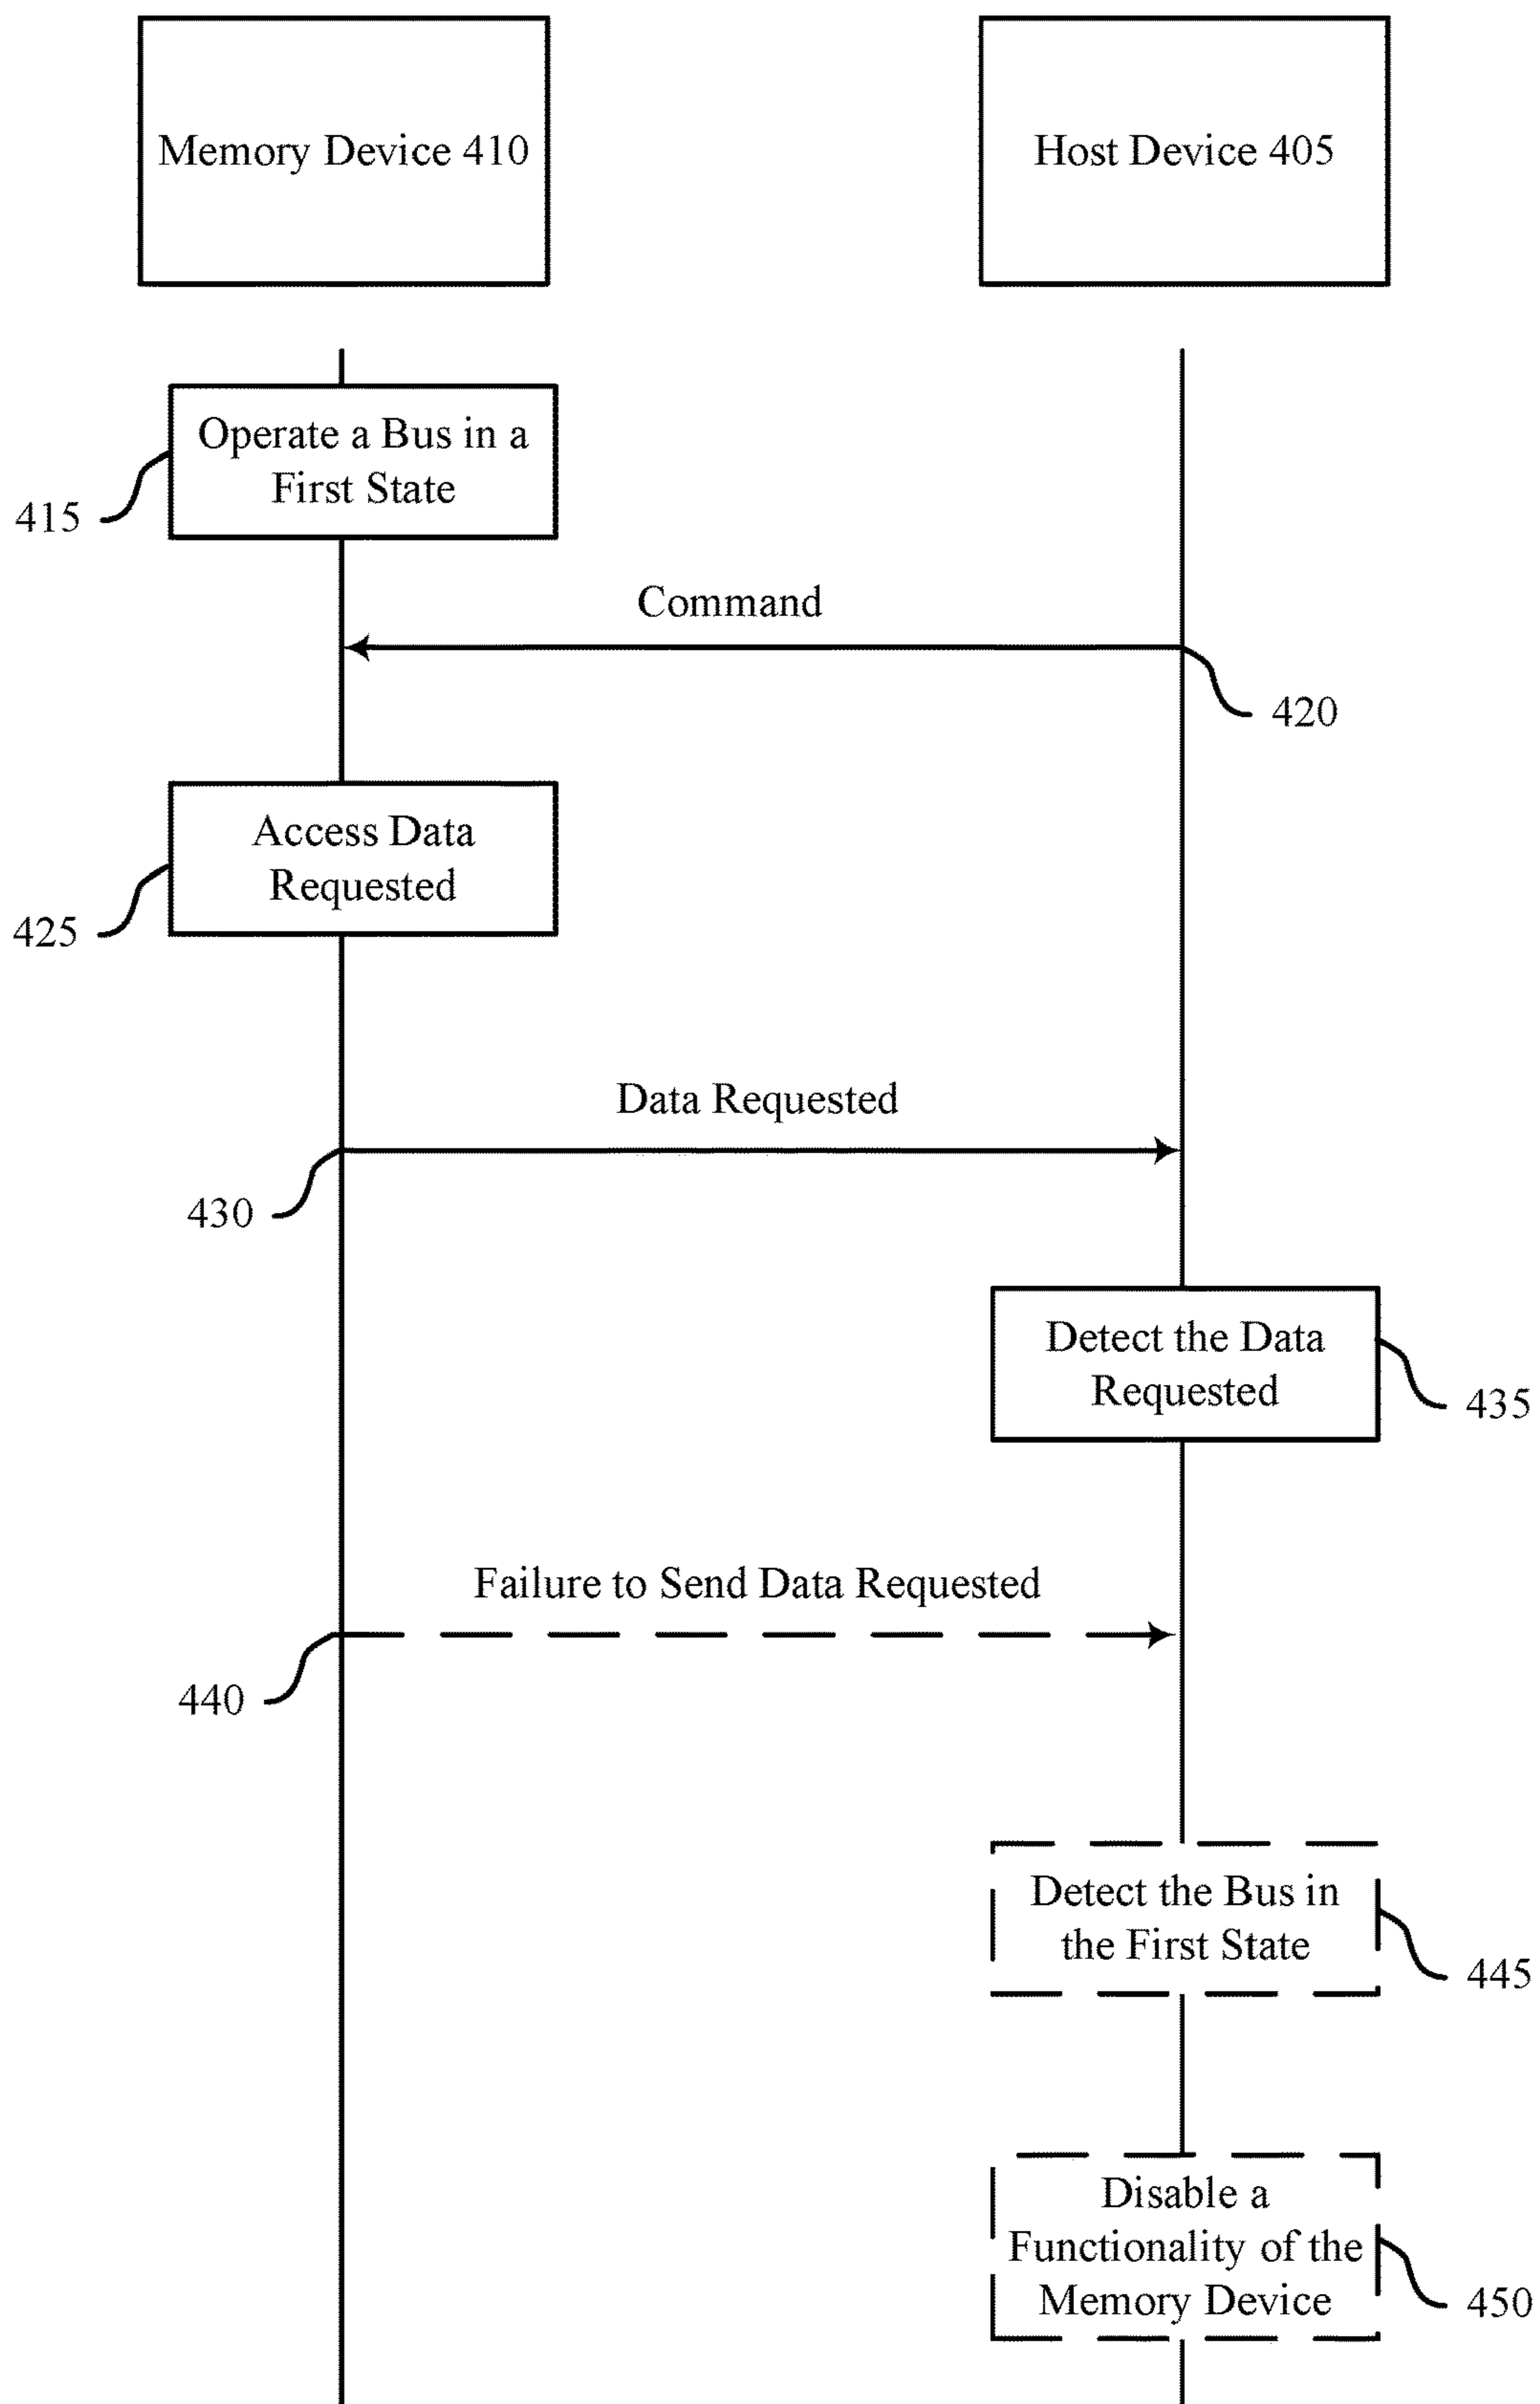 Memory Device 410
Host Device 405
Operate a Bus in a
First State
415
Command
420
Access Data
Requested
425
Data Requested
430
Detect the Data
Requested
435
Failure to Send Data Requested
440
Detect the Bus in
the First State
445
Disable a
Functionality of the
Memory Device
450